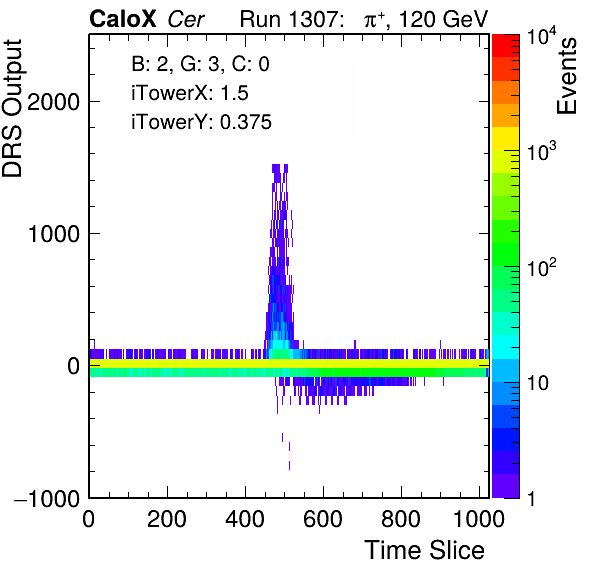 CaloX Cer Run 1307: π⁺, 120 GeV
B: 2, G: 3, C: 0
iTowerX: 1.5
iTowerY: 0.375
DRS Output
2000
1000
0
−1000
0 200 400 600 800 1000
Time Slice
Events
10⁴
10³
10²
10
1